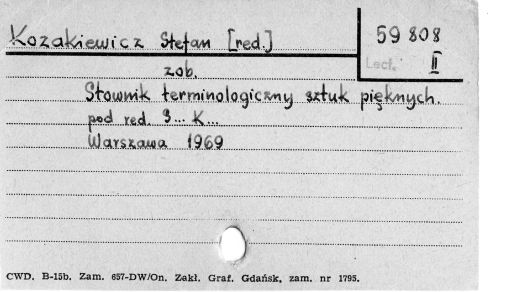 Kozakiewicz Stefan [red.]
59 808
Lect. II
zob.
Słownik terminologiczny sztuk pięknych.
pod red. S... K...
Warszawa 1969
CWD. B-15b. Zam. 657-DW/On. Zakł. Graf. Gdańsk, zam. nr 1795.